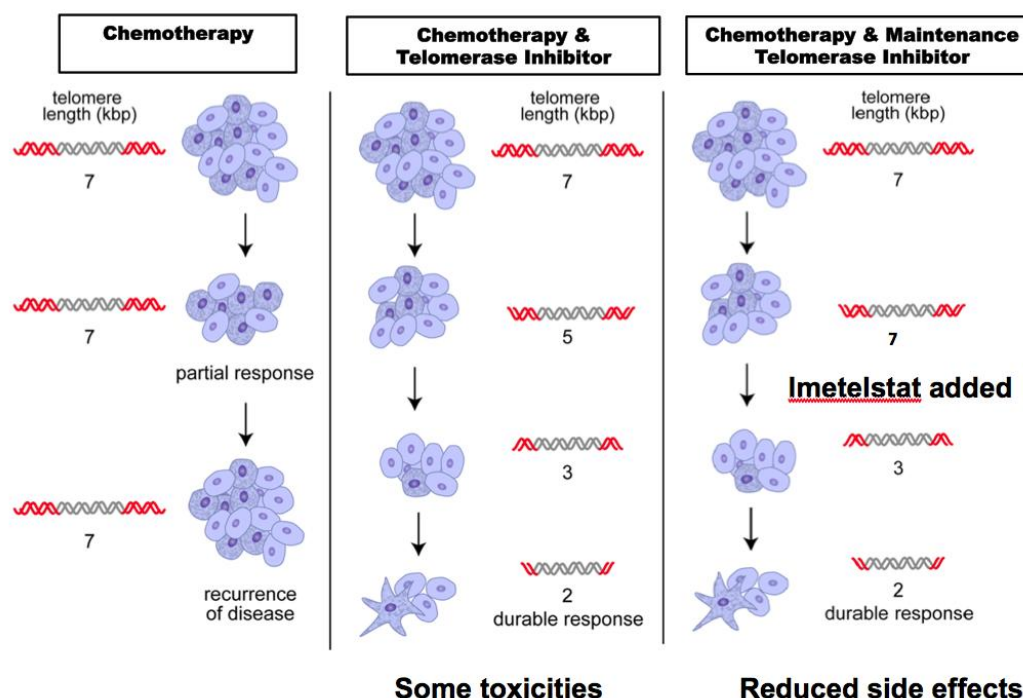 Chemotherapy
telomere
length (kbp)
7
7
partial response
7
recurrence
of disease
Chemotherapy &
Telomerase Inhibitor
telomere
length (kbp)
7
5
3
2
durable response
Some toxicities
Chemotherapy & Maintenance
Telomerase Inhibitor
telomere
length (kbp)
7
7
Imetelstat added
3
2
durable response
Reduced side effects